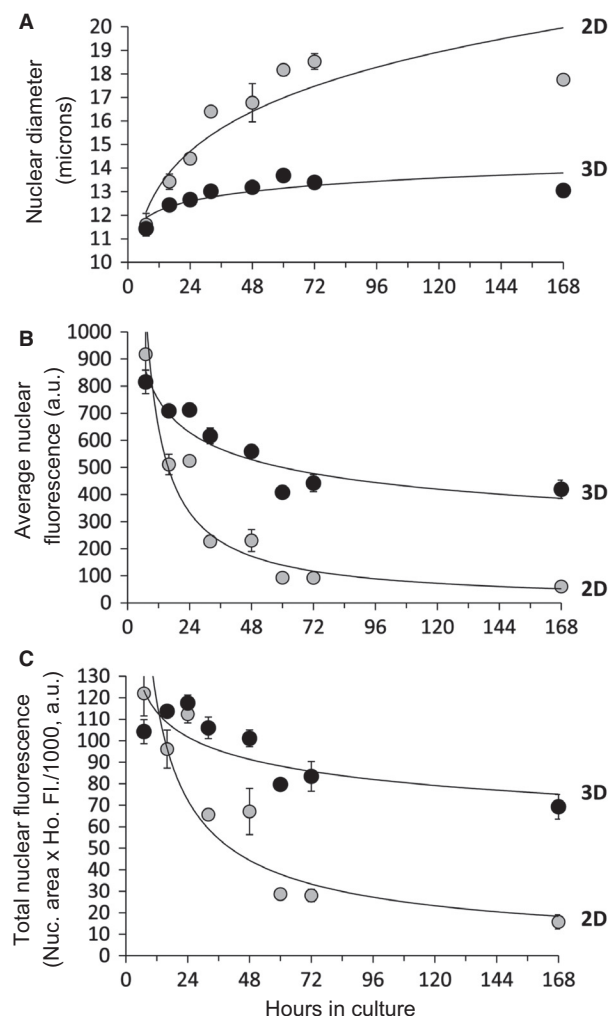 A
Nuclear diameter
(microns)
20
19
18
17
16
15
14
13
12
11
10
0 24 48 72 96 120 144 168
2D
3D
B
Average nuclear
fluorescence (a.u.)
1000
900
800
700
600
500
400
300
200
100
0
0 24 48 72 96 120 144 168
3D
2D
C
Total nuclear fluorescence
(Nuc. area x Ho. Fl./1000, a.u.)
130
120
110
100
90
80
70
60
50
40
30
20
10
0
0 24 48 72 96 120 144 168
3D
2D
Hours in culture